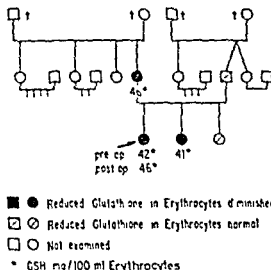 t t t t
46*
pre op 42* 41*
post op 46*
Reduced Glutathione in Erythrocytes diminished
Reduced Glutathione in Erythrocytes normal
Not examined
* GSH mg/100 ml Erythrocytes